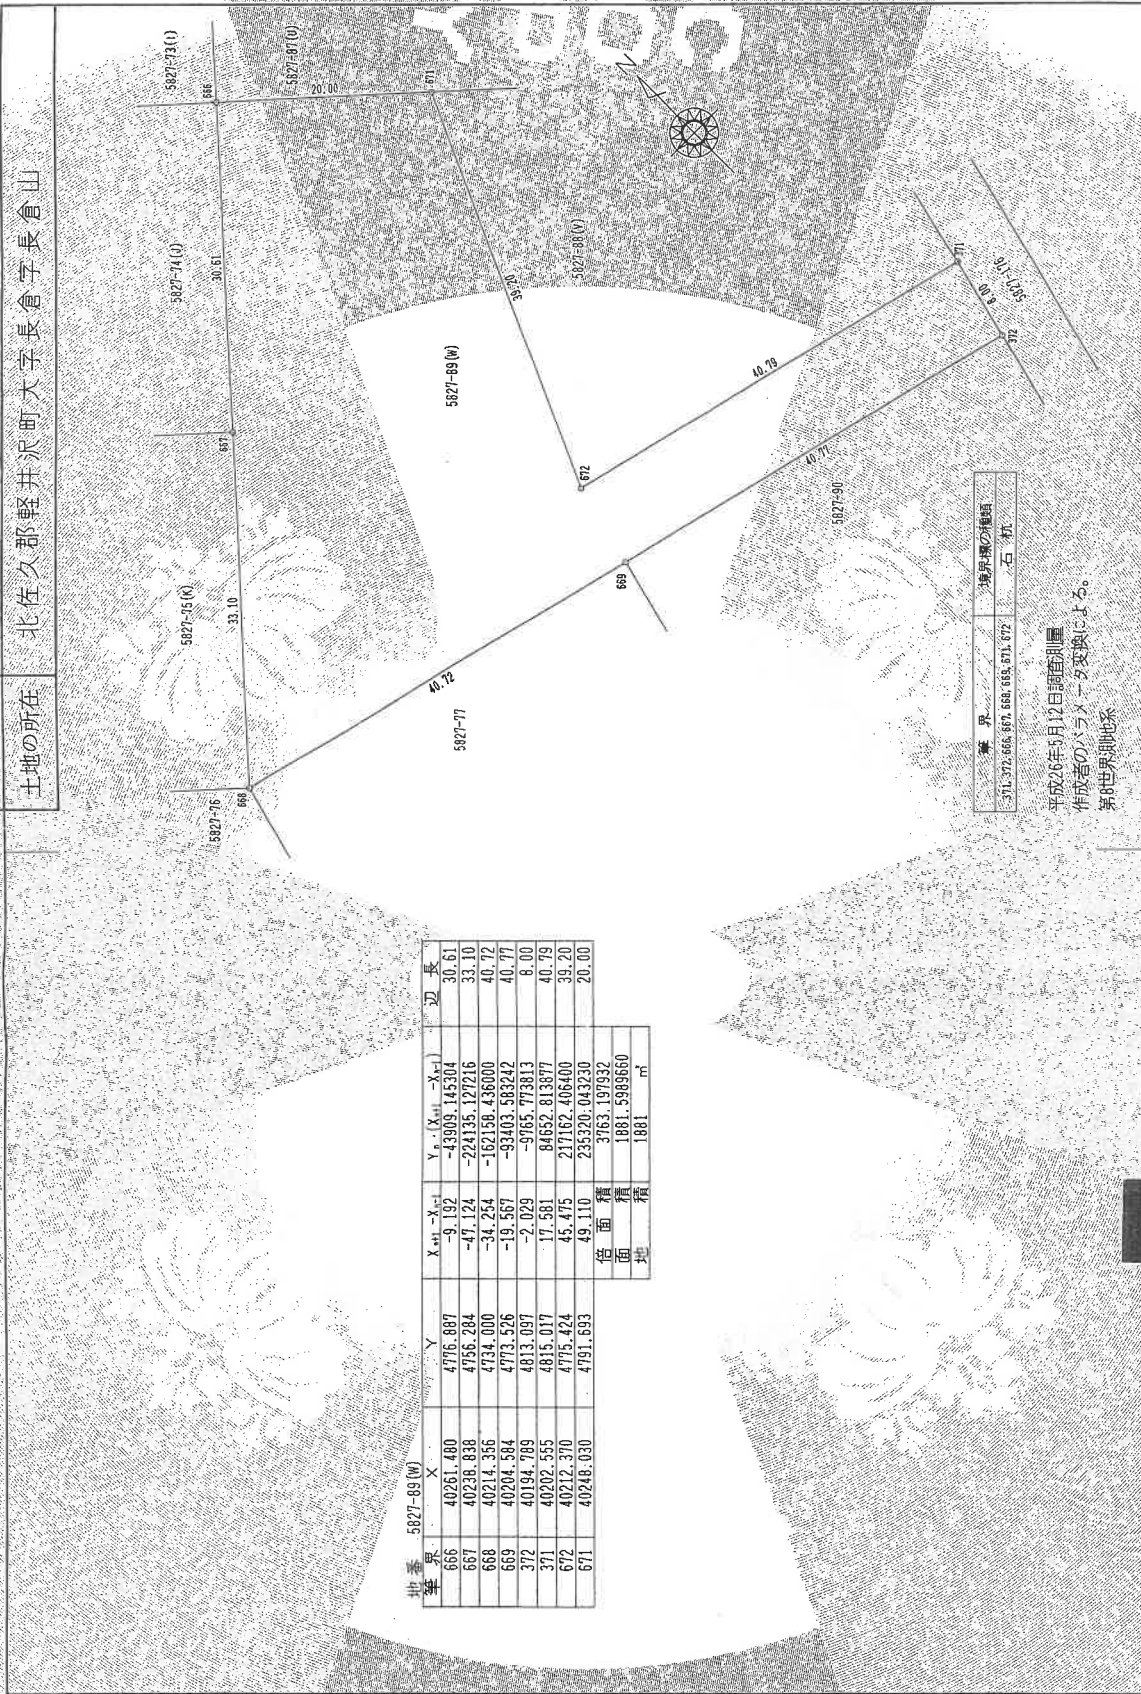 土地の所在 北佐久郡軽井沢町大字長倉字長倉山
5827-73(I)
5827-87(U)
5827-74(J)
5827-75(K)
5827-76
5827-77
5827-88(V)
5827-89(W)
5827-90
5827-176
666
20.00
671
30.61
667
33.10
668
40.72
669
40.77
372
8.00
371
40.79
672
39.20
N
地番 5827-89(W)
筆界 X Y Xn+1 -Xn-1 Yn・(Xn+1 -Xn-1) 辺長
666 40261.480 4776.887 -9.192 -43909.145304 30.61
667 40238.838 4756.284 -47.124 -224135.127216 33.10
668 40214.356 4734.000 -34.254 -162158.436000 40.72
669 40204.584 4773.526 -19.567 -93403.583242 40.77
372 40194.789 4813.097 -2.029 -9765.773813 8.00
371 40202.555 4815.017 17.581 84652.813877 40.79
672 40212.370 4775.424 45.475 217162.406400 39.20
671 40248.030 4791.693 49.110 235320.043230 20.00
倍面積 3763.197932
面積 1881.5989660
地積 1881 ㎡
筆界 境界標の種類
371, 372, 666, 667, 668, 669, 671, 672 石杭
平成26年5月12日調査測量
作成者のパラメータ変換による。
第8世界測地系